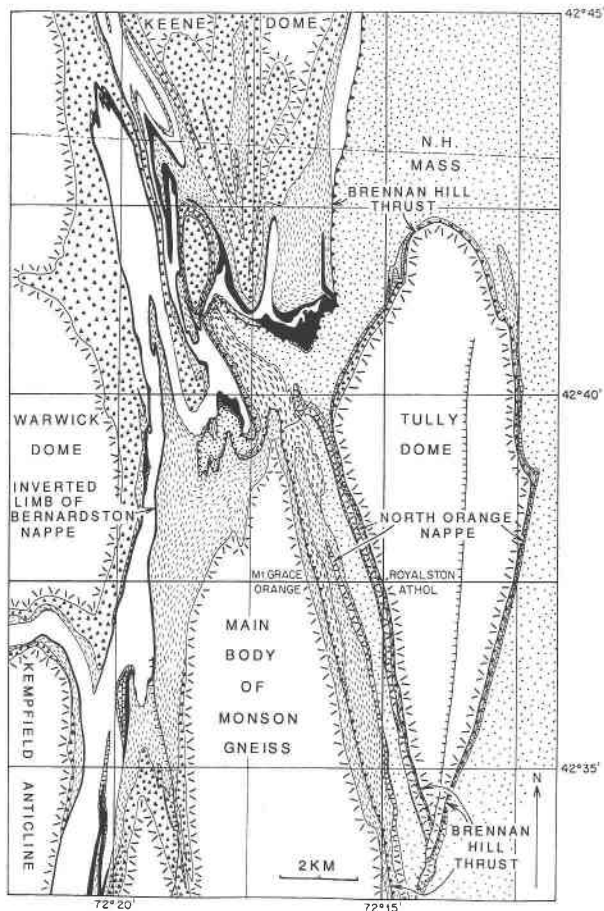 KEENE DOME
42°45'
N.H.
MASS
BRENNAN HILL
THRUST
42°40'
WARWICK
DOME
TULLY
DOME
INVERTED
LIMB OF
BERNARDSTON
NAPPE
NORTH ORANGE
NAPPE
Mt GRACE
ORANGE
ROYALSTON
ATHOL
MAIN
BODY
OF
MONSON
GNEISS
KEMPFIELD
ANTICLINE
42°35'
N
BRENNAN
HILL
THRUST
2KM
72°20'
72°15'